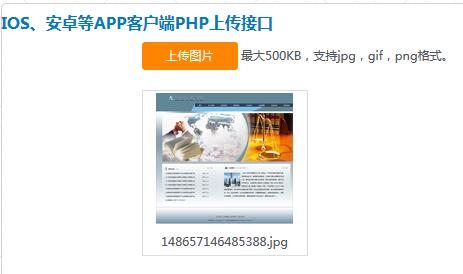 IOS、安卓等APP客户端PHP上传接口
上传图片 最大500KB，支持jpg，gif，png格式。
148657146485388.jpg